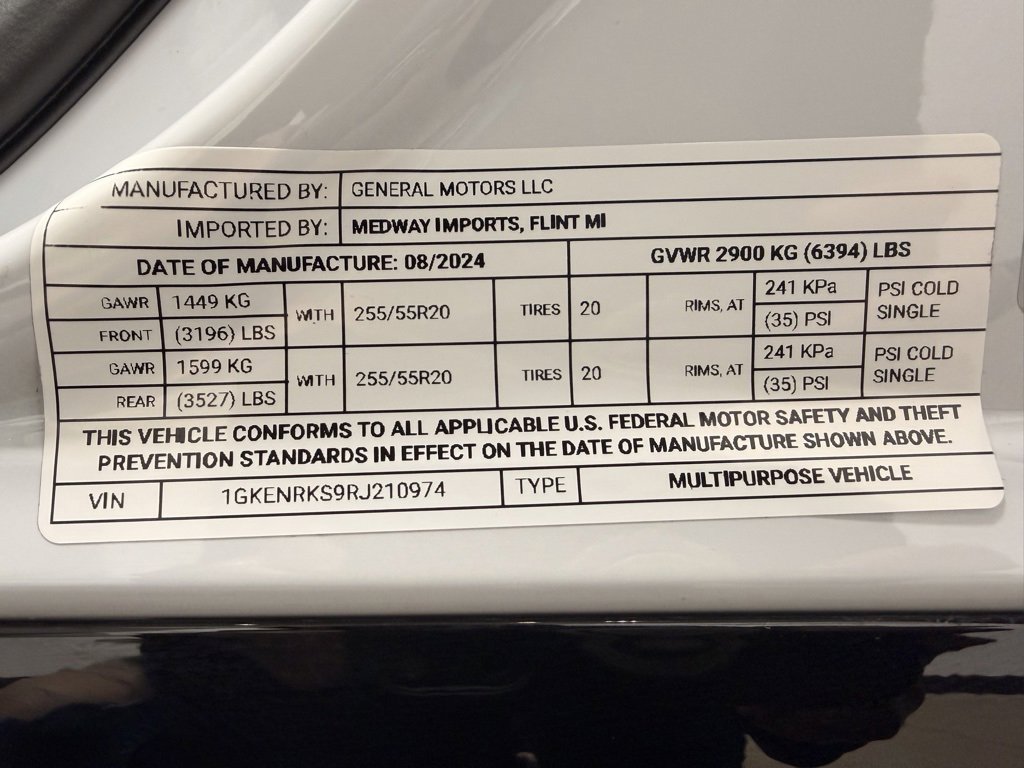 MANUFACTURED BY: GENERAL MOTORS LLC
IMPORTED BY: MEDWAY IMPORTS, FLINT MI
DATE OF MANUFACTURE: 08/2024 GVWR 2900 KG (6394) LBS
GAWR 1449 KG WITH 255/55R20 TIRES 20 RIMS, AT 241 KPa PSI COLD
FRONT (3196) LBS (35) PSI SINGLE
GAWR 1599 KG WITH 255/55R20 TIRES 20 RIMS, AT 241 KPa PSI COLD
REAR (3527) LBS (35) PSI SINGLE
THIS VEHICLE CONFORMS TO ALL APPLICABLE U.S. FEDERAL MOTOR SAFETY AND THEFT
PREVENTION STANDARDS IN EFFECT ON THE DATE OF MANUFACTURE SHOWN ABOVE.
VIN 1GKENRKS9RJ210974 TYPE MULTIPURPOSE VEHICLE